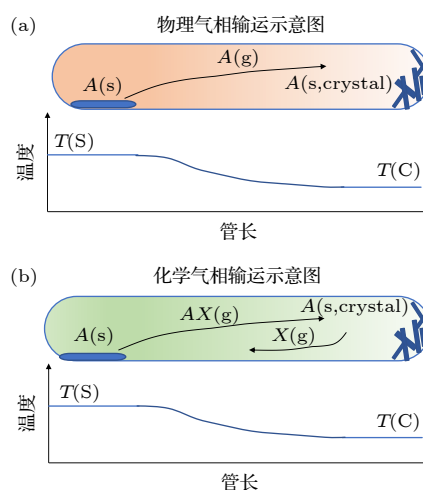 (a) 物理气相输运示意图
A(g)
A(s)
A(s,crystal)
T(S)
T(C)
温度
管长
(b) 化学气相输运示意图
A(s,crystal)
AX(g)
A(s)
X(g)
T(S)
T(C)
温度
管长